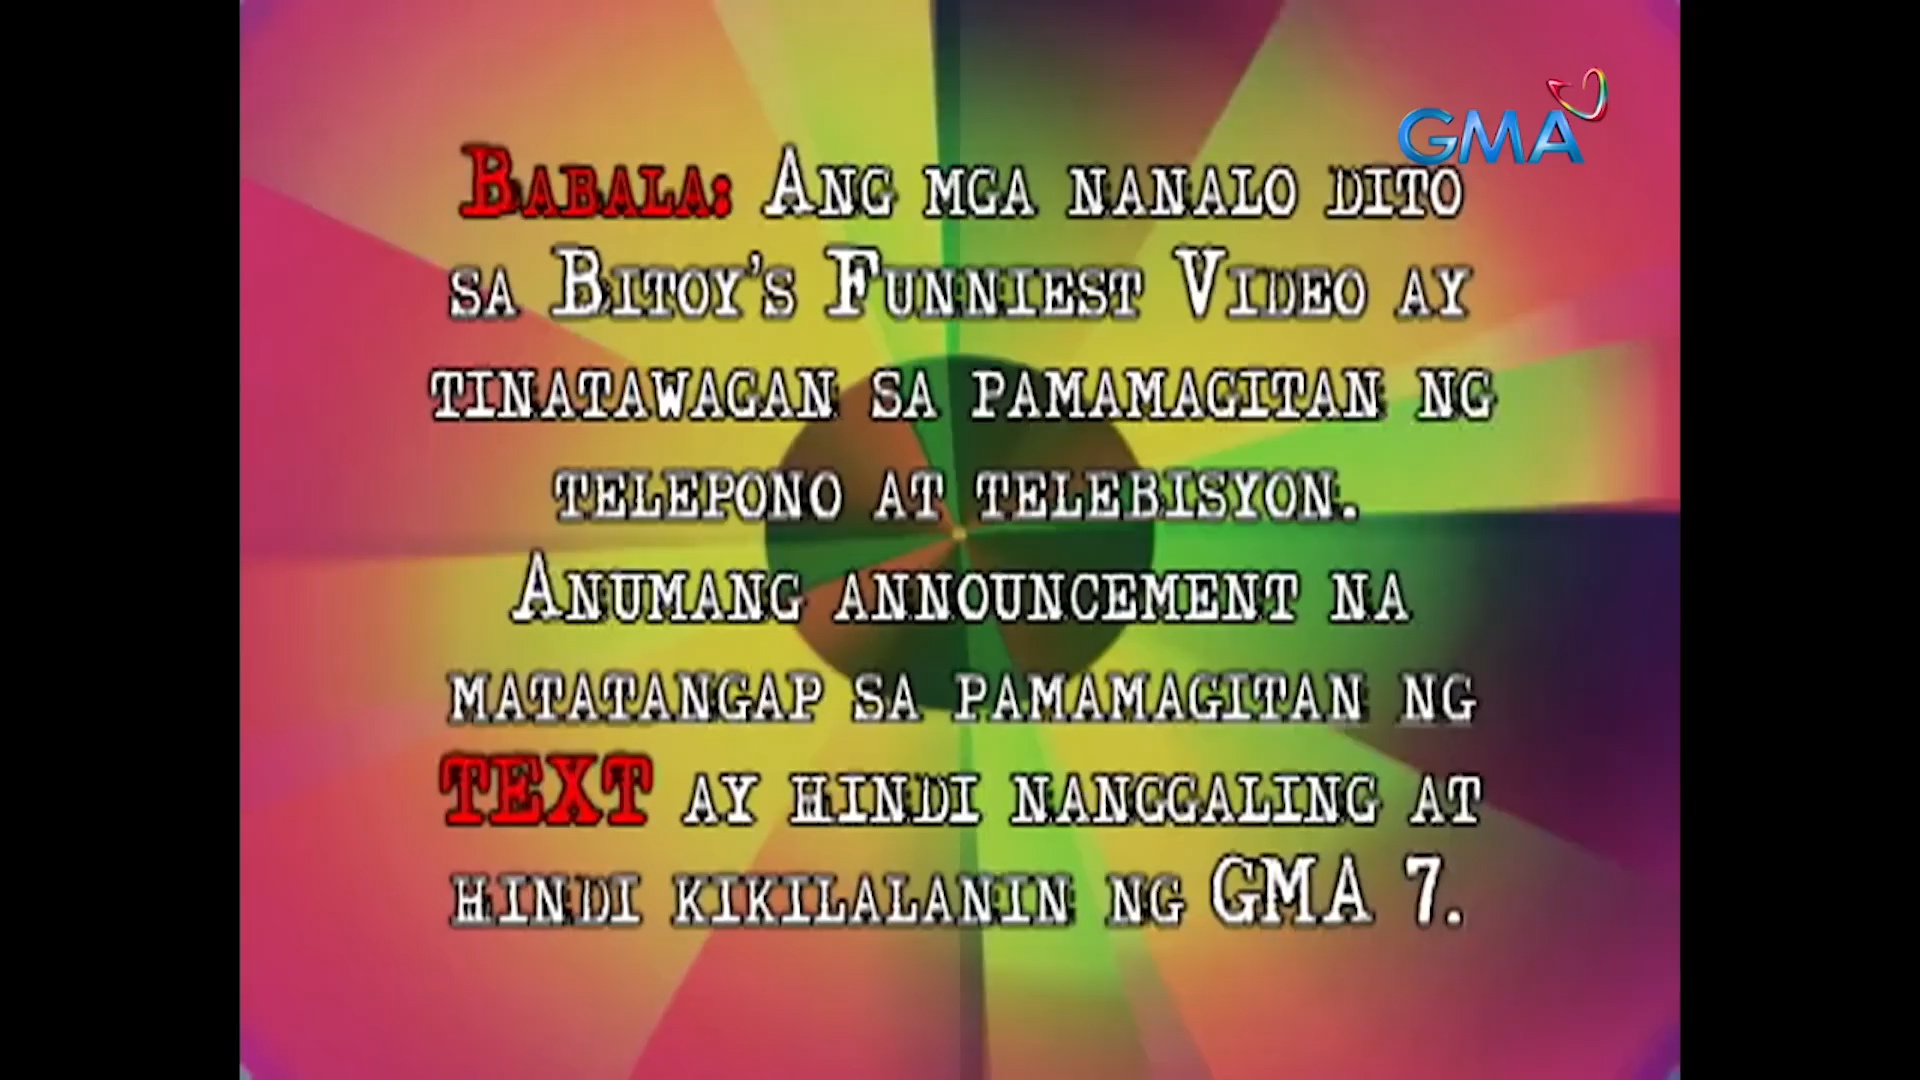 GMA
Babala: Ang mga nanalo dito
sa Bitoy's Funniest Video ay
tinatawagan sa pamamagitan ng
telepono at telebisyon.
Anumang announcement na
matatangap sa pamamagitan ng
TEXT ay hindi nanggaling at
hindi kikilalanin ng GMA 7.